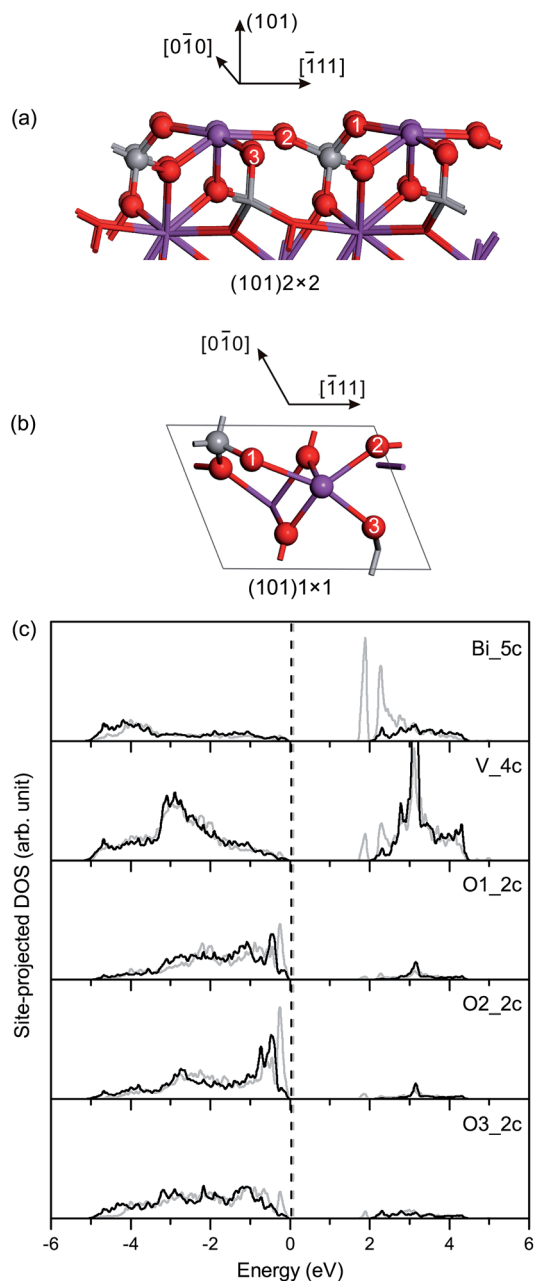 (101)
[01̄0]
[1̄11]
(a)
1
2
3
(101)2×2
[01̄0]
[1̄11]
(b)
1
2
3
(101)1×1
(c)
Bi_5c
V_4c
O1_2c
O2_2c
O3_2c
Site-projected DOS (arb. unit)
-6 -4 -2 0 2 4 6
Energy (eV)